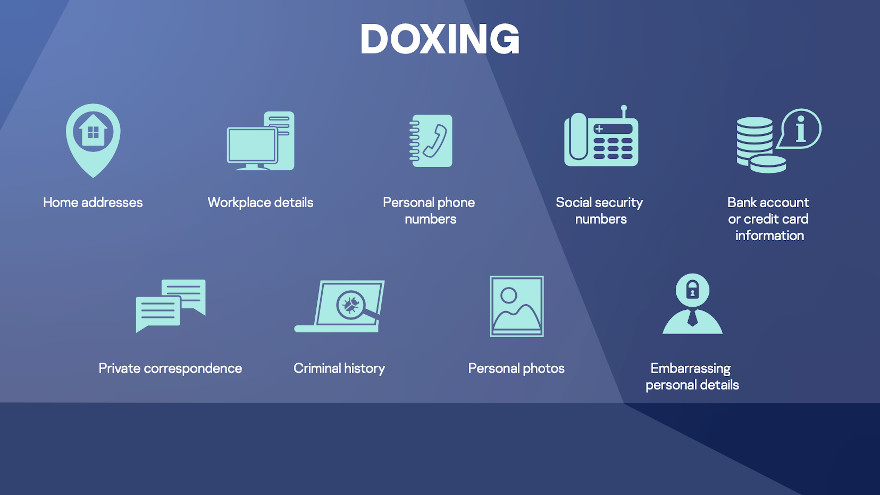 DOXING
Home addresses
Workplace details
Personal phone
numbers
Social security
numbers
Bank account
or credit card
information
Private correspondence
Criminal history
Personal photos
Embarrassing
personal details